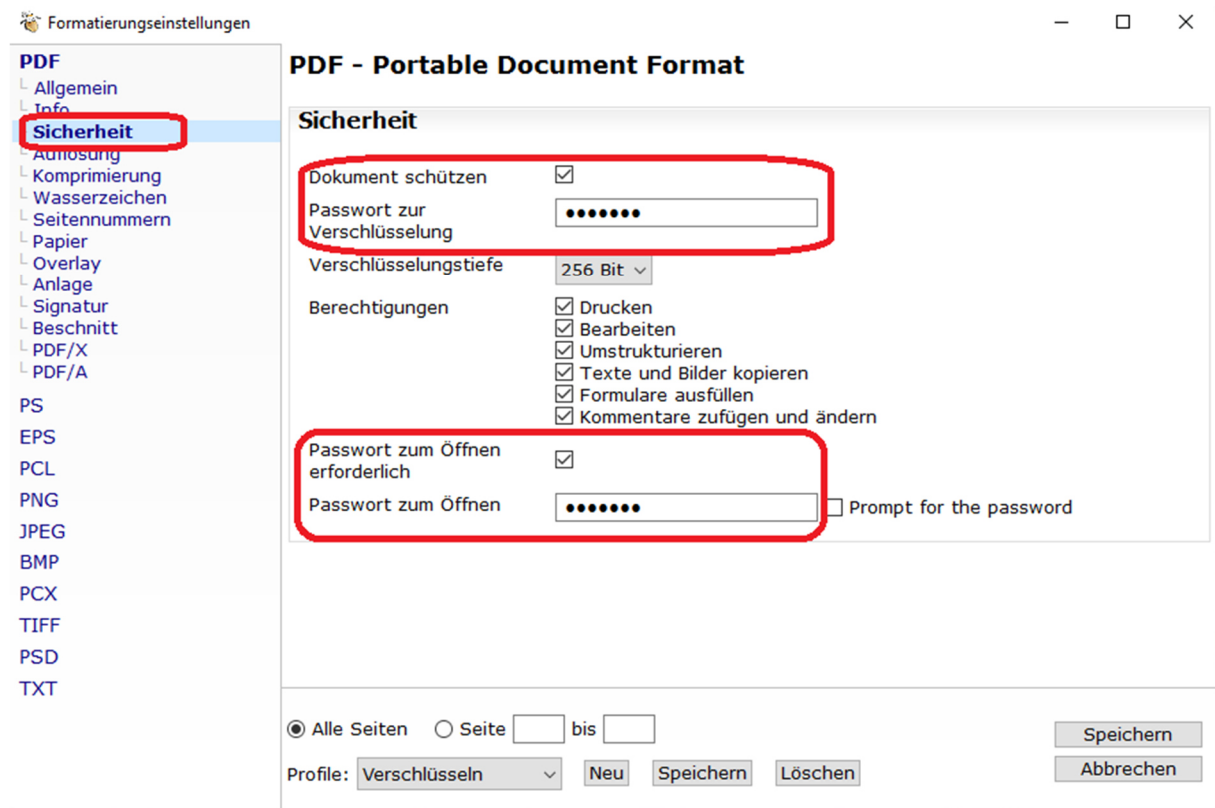 Formatierungseinstellungen
PDF
Allgemein
Info
Sicherheit
Auflösung
Komprimierung
Wasserzeichen
Seitennummern
Papier
Overlay
Anlage
Signatur
Beschnitt
PDF/X
PDF/A
PS
EPS
PCL
PNG
JPEG
BMP
PCX
TIFF
PSD
TXT
PDF - Portable Document Format
Sicherheit
Dokument schützen
Passwort zur
Verschlüsselung
•••••••
Verschlüsselungstiefe 256 Bit
Berechtigungen Drucken
Bearbeiten
Umstrukturieren
Texte und Bilder kopieren
Formulare ausfüllen
Kommentare zufügen und ändern
Passwort zum Öffnen
erforderlich
Passwort zum Öffnen ••••••• Prompt for the password
Alle Seiten Seite bis
Speichern
Profile: Verschlüsseln Neu Speichern Löschen
Abbrechen